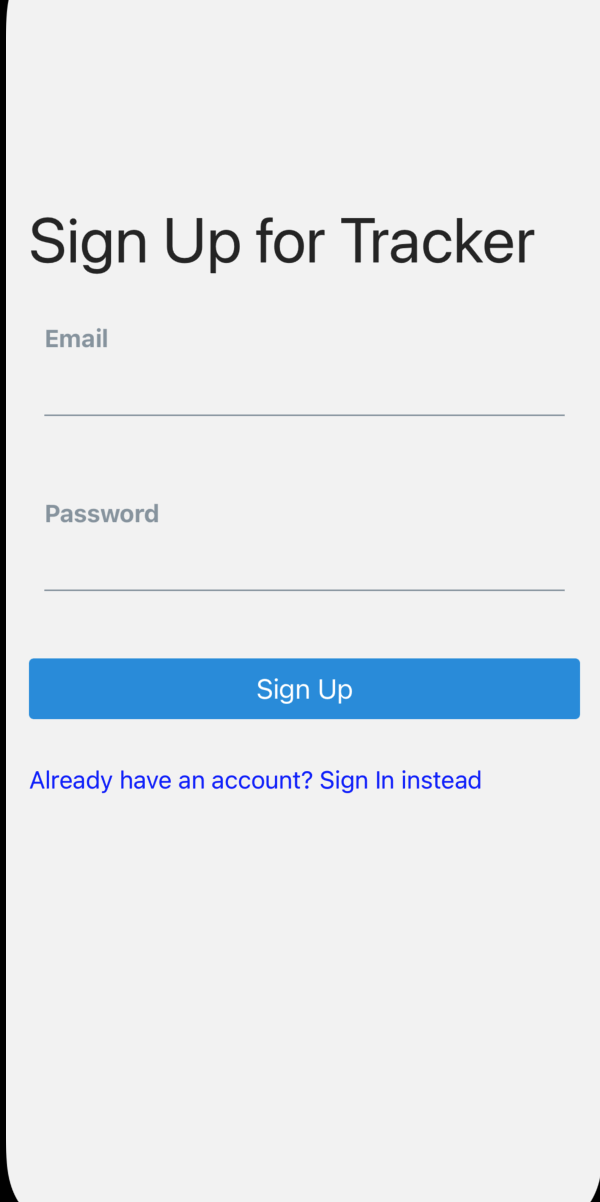 Sign Up for Tracker
Email
Password
Sign Up
Already have an account? Sign In instead